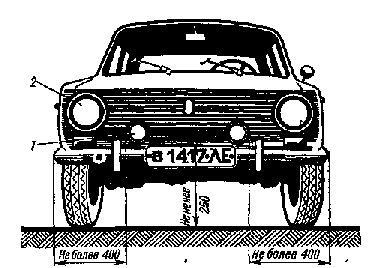 2
1
в 1417 ЛЕ
Не менее
250
Не более 400
Не более 400